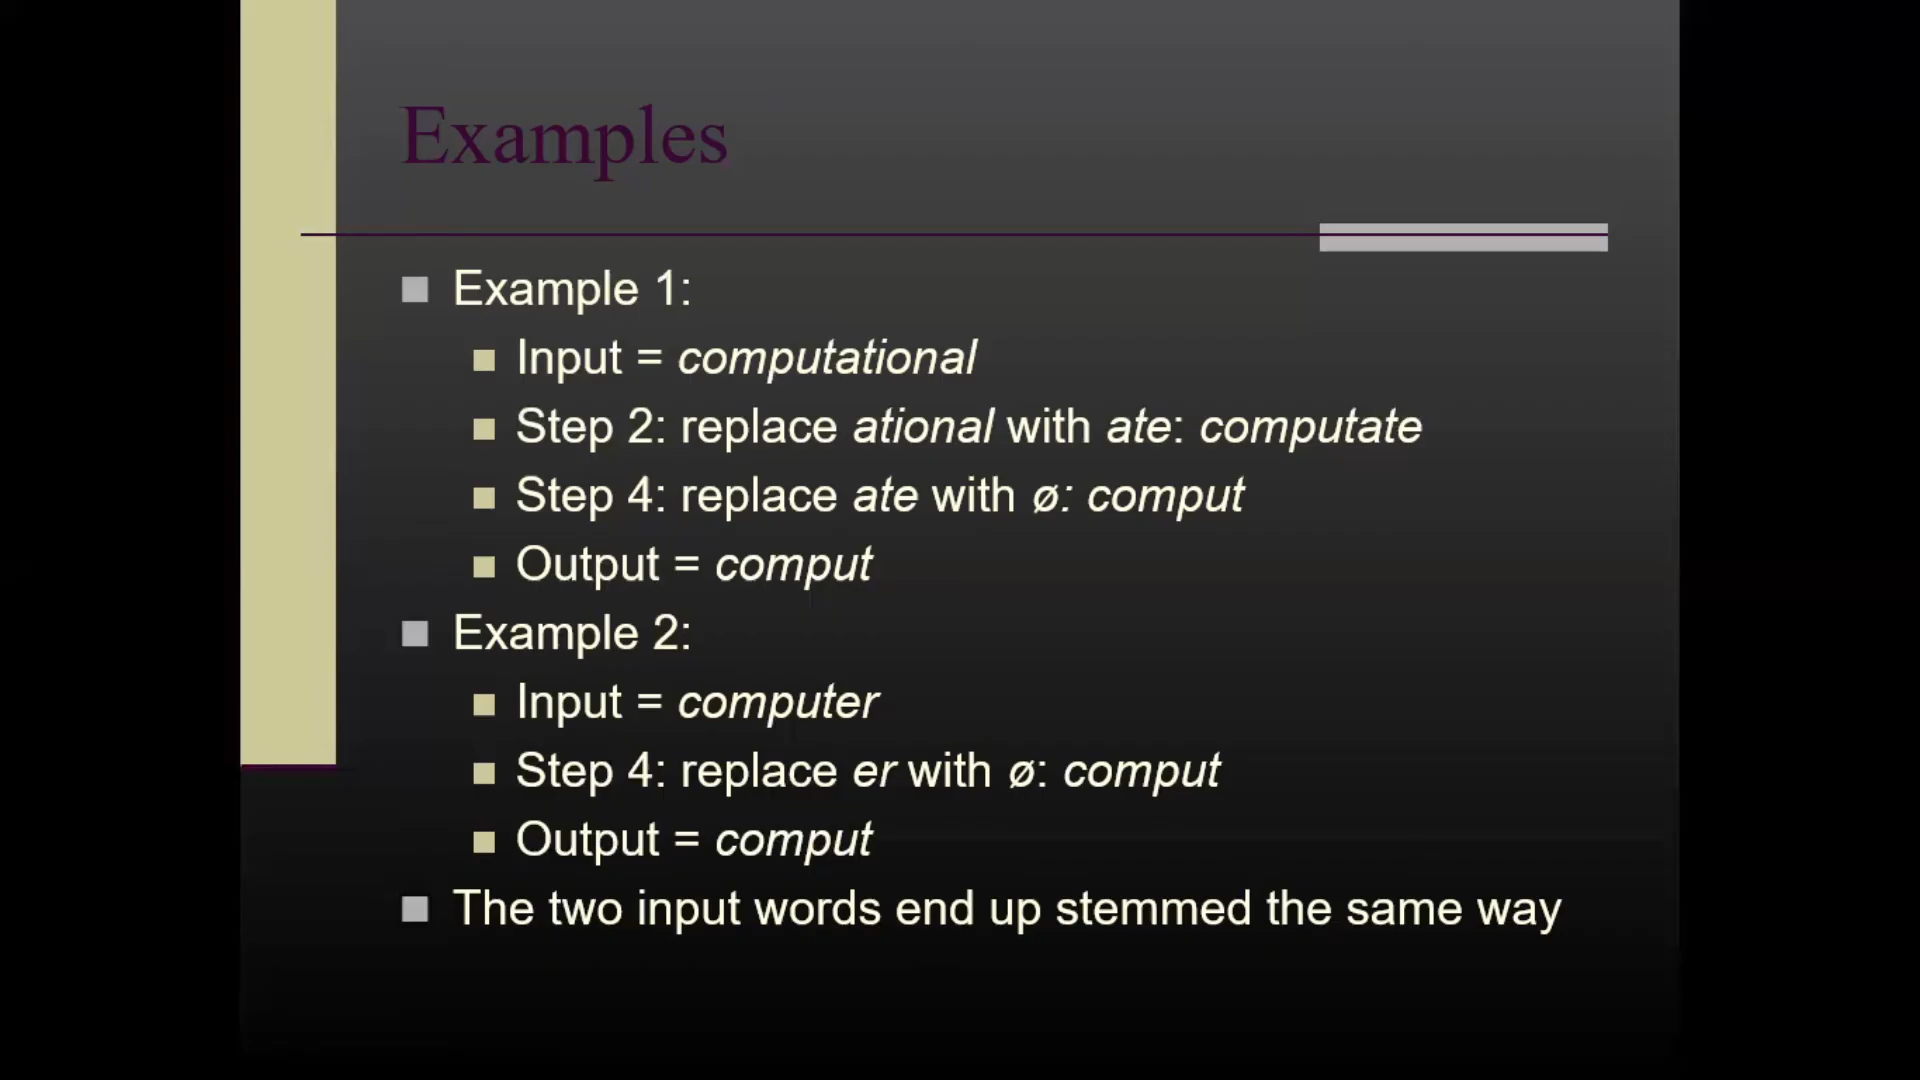 Examples
Example 1:
Input = computational
Step 2: replace ational with ate: computate
Step 4: replace ate with ø: comput
Output = comput
Example 2:
Input = computer
Step 4: replace er with ø: comput
Output = comput
The two input words end up stemmed the same way